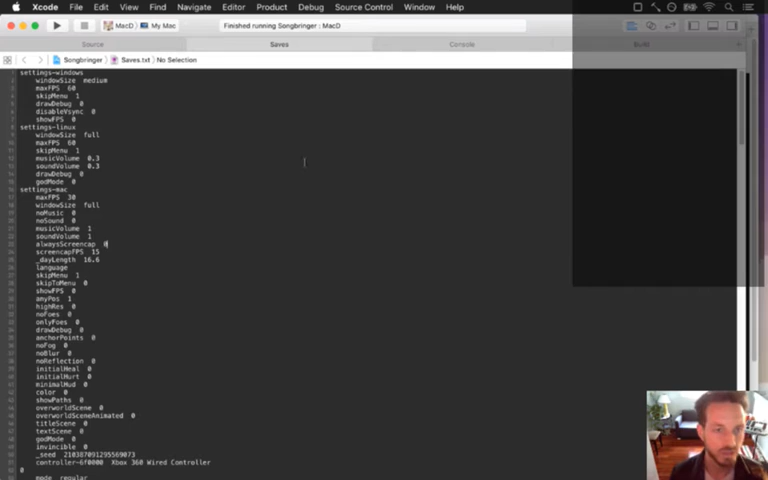 Xcode File Edit View Find Navigate Editor Product Debug Source Control Window Help
MacD My Mac
Finished running Songbringer : MacD
Source Saves Console Build
Songbringer Saves.txt No Selection
settings-windows
windowSize medium
maxFPS 60
skipMenu 1
drawDebug 0
disableVsync 0
showFPS 0
settings-linux
windowSize full
maxFPS 60
skipMenu 1
musicVolume 0.3
soundVolume 0.3
drawDebug 0
godMode 0
settings-mac
maxFPS 30
windowSize full
noMusic 0
noSound 0
musicVolume 1
soundVolume 1
alwaysScreencap 0
screencapFPS 15
_dayLength 16.6
language
skipMenu 1
skipToMenu 0
showFPS 0
anyPos 1
highRes 0
noFoes 0
onlyFoes 0
drawDebug 0
anchorPoints 0
noFog 0
noBlur 0
noReflection 0
initialHeal 0
initialHurt 0
minimalHud 0
color 0
showPaths 0
overworldScene 0
overworldSceneAnimated 0
titleScene 0
textScene 0
godMode 0
invincible 0
_seed 210387091295569073
controller-6f0000 Xbox 360 Wired Controller
0
mode regular